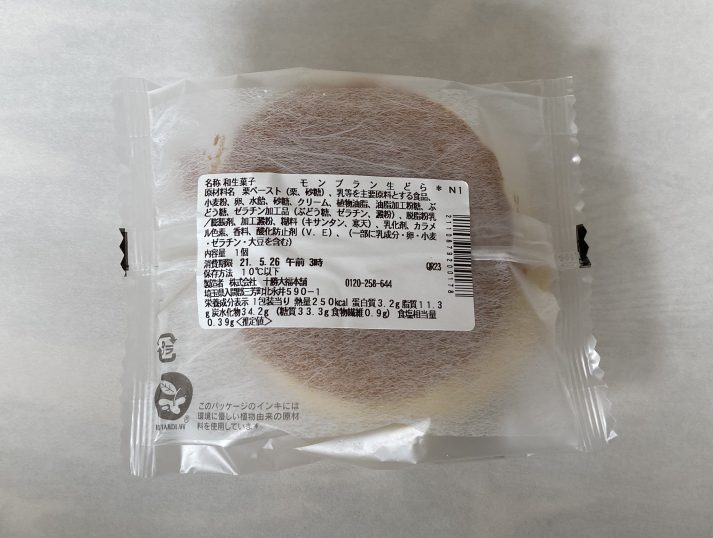 名称 和生菓子 モンブラン生どら * N1
原材料名 栗ペースト(栗、砂糖)、乳等を主要原料とする食品、
小麦粉、卵、水飴、砂糖、クリーム、植物油脂、油脂加工粉糖、ぶ
どう糖、ゼラチン加工品(ぶどう糖、ゼラチン、澱粉)、脱脂粉乳
/膨脹剤、加工澱粉、糊料(キサンタン、寒天)、乳化剤、カラメ
ル色素、香料、酸化防止剤(V.E)、(一部に乳成分・卵・小麦
・ゼラチン・大豆を含む)
内容量 1個
消費期限 21. 5.26 午前 3時 QR23
保存方法 10℃以下
製造者 株式会社 十勝大福本舗 0120-258-644
埼玉県入間郡三芳町北永井590-1
栄養成分表示 1包装当り 熱量250kcal 蛋白質3.2g 脂質11.3
g 炭水化物34.2g (糖質33.3g 食物繊維0.9g) 食塩相当量
0.39g<推定値>
プラ
このパッケージのインキには
環境に優しい植物由来の原材
料を使用しています。